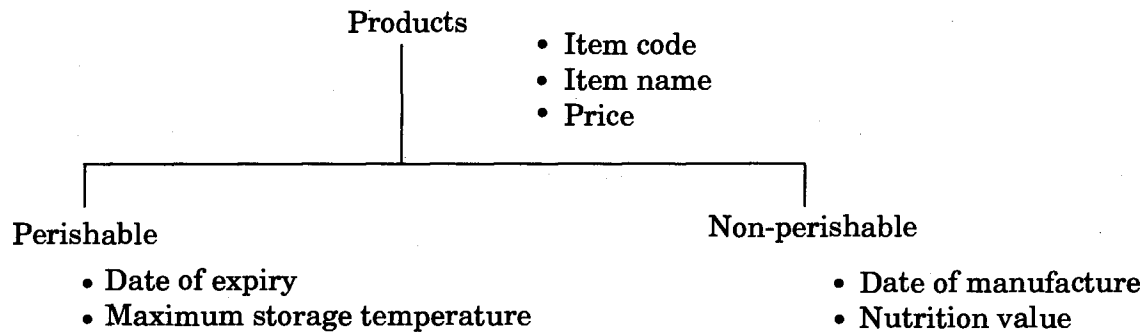 Products
• Item code
• Item name
• Price
Perishable
• Date of expiry
• Maximum storage temperature
Non-perishable
• Date of manufacture
• Nutrition value